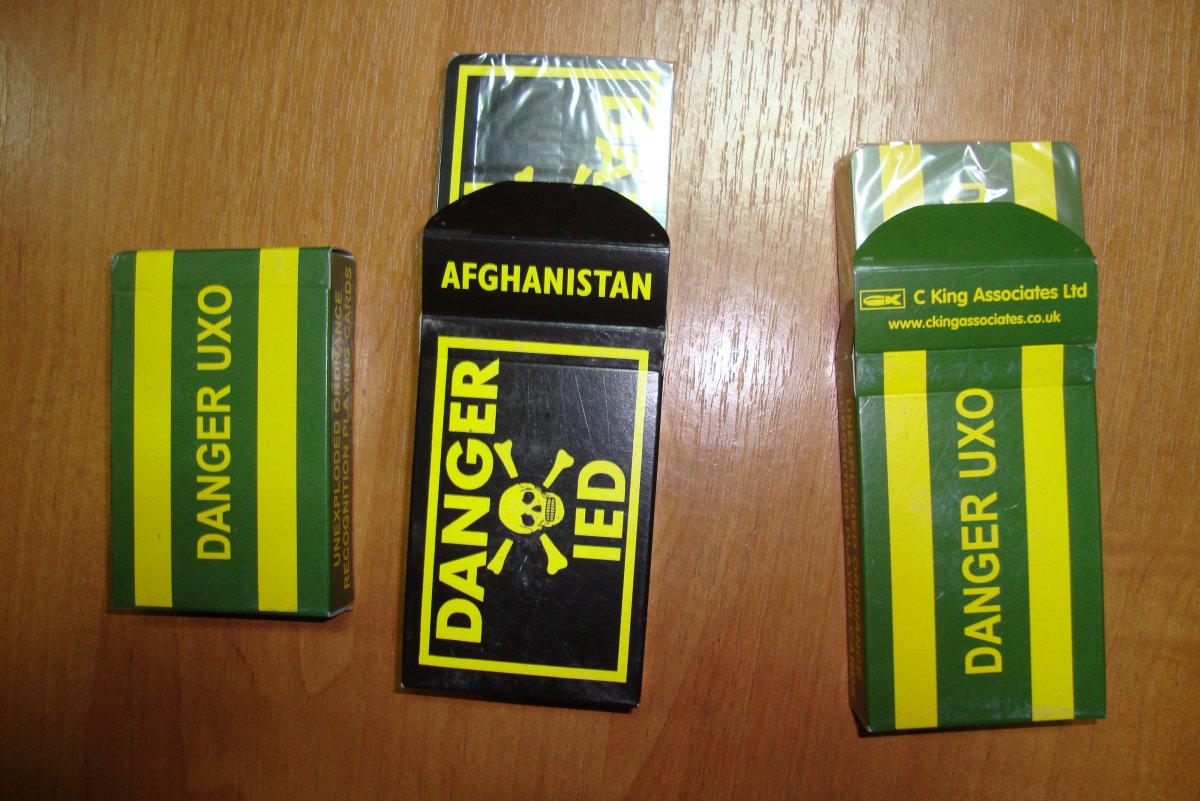 DANGER UXO
UNEXPLODED ORDNANCE
RECOGNITION PLAYING CARDS
DA
AFGHANISTAN
DANGER
IED
CK
C King Associates Ltd
www.ckingassociates.co.uk
DANGER UXO